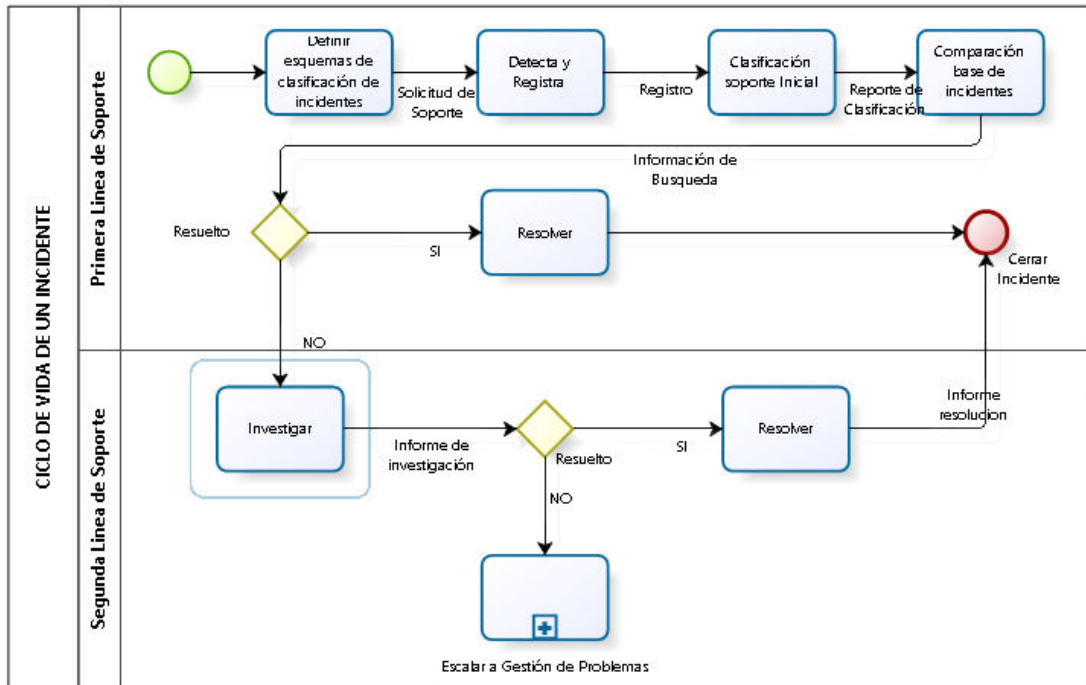 CICLO DE VIDA DE UN INCIDENTE
Primera Linea de Soporte
Definir
esquemas de
clasificación de
incidentes
Solicitud de
Soporte
Detecta y
Registra
Registro
Clasificación
soporte Inicial
Reporte de
Clasificación
Comparación
base de
incidentes
Información de
Busqueda
Resuelto
SI
Resolver
Cerrar
Incidente
NO
Segunda Linea de Soporte
Investigar
Informe de
investigación
Resuelto
SI
Resolver
Informe
resolucion
NO
Escalar a Gestión de Problemas